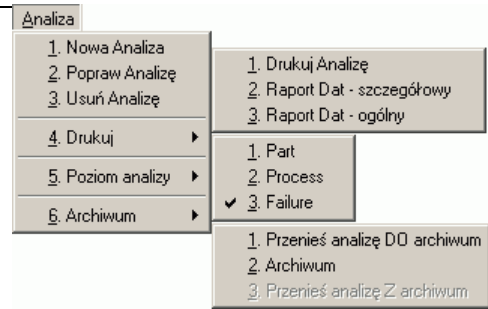 Analiza
1. Nowa Analiza
2. Popraw Analizę
3. Usuń Analizę
4. Drukuj
5. Poziom analizy
6. Archiwum
1. Drukuj Analizę
2. Raport Dat - szczegółowy
3. Raport Dat - ogólny
1. Part
2. Process
3. Failure
1. Przenieś analizę DO archiwum
2. Archiwum
3. Przenieś analizę Z archiwum